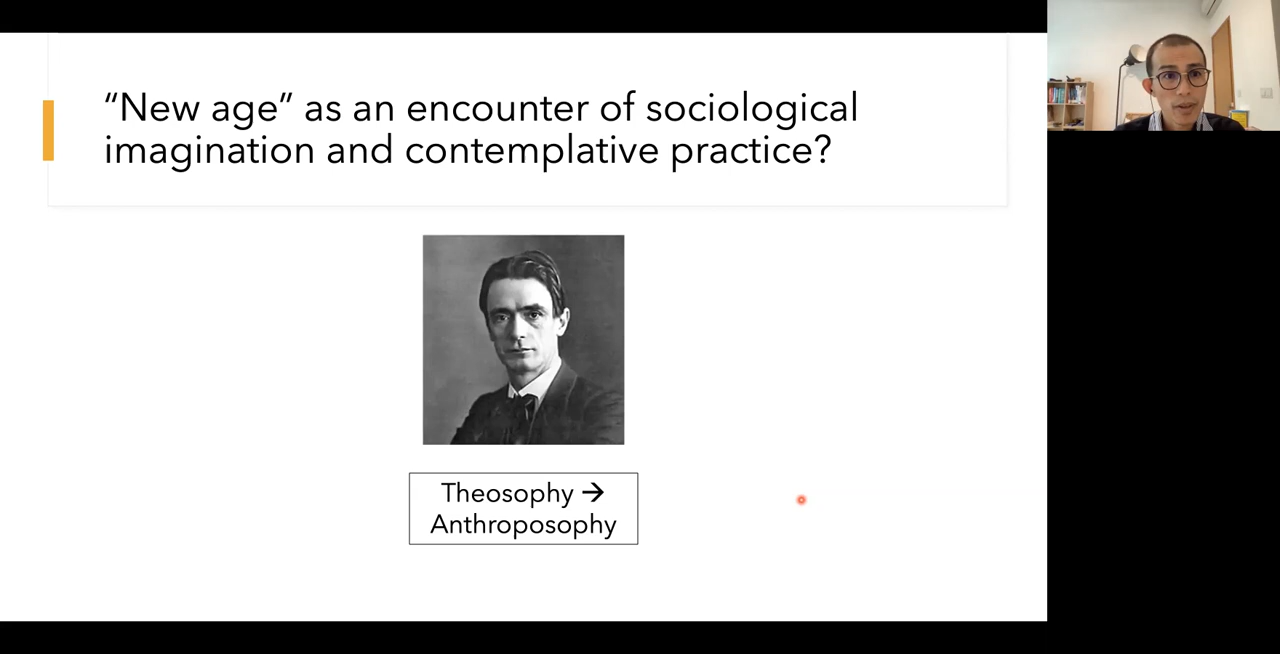 “New age” as an encounter of sociological
imagination and contemplative practice?
Theosophy →
Anthroposophy